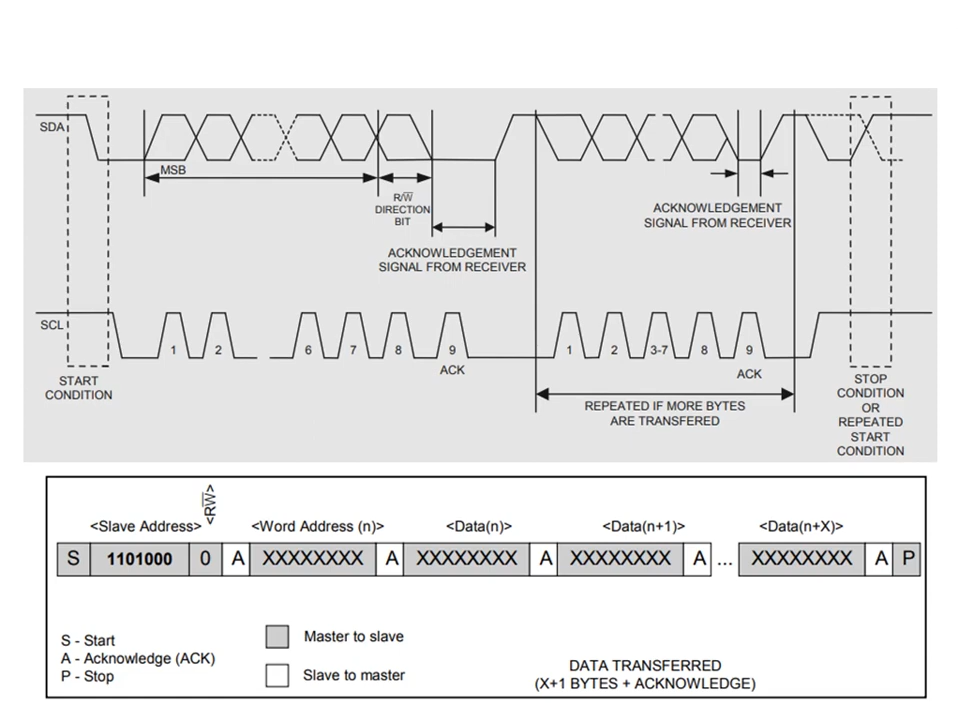 SDA
MSB
R/W̅
DIRECTION
BIT
ACKNOWLEDGEMENT
SIGNAL FROM RECEIVER
ACKNOWLEDGEMENT
SIGNAL FROM RECEIVER
SCL
1 2 6 7 8 9 1 2 3-7 8 9
ACK
ACK
START
CONDITION
REPEATED IF MORE BYTES
ARE TRANSFERED
STOP
CONDITION
OR
REPEATED
START
CONDITION
<Slave Address> <RW̅> <Word Address (n)> <Data(n)> <Data(n+1)> <Data(n+X)>
S 1101000 0 A XXXXXXXX A XXXXXXXX A XXXXXXXX A ... XXXXXXXX A P
S - Start
A - Acknowledge (ACK)
P - Stop
Master to slave
Slave to master
DATA TRANSFERRED
(X+1 BYTES + ACKNOWLEDGE)